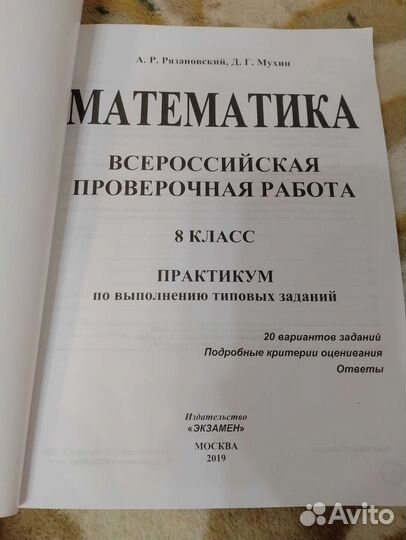 А. Р. Рязановский, Д. Г. Мухин
МАТЕМАТИКА
ВСЕРОССИЙСКАЯ
ПРОВЕРОЧНАЯ РАБОТА
8 КЛАСС
ПРАКТИКУМ
по выполнению типовых заданий
20 вариантов заданий
Подробные критерии оценивания
Ответы
Издательство
«ЭКЗАМЕН»
МОСКВА
2019
Avito